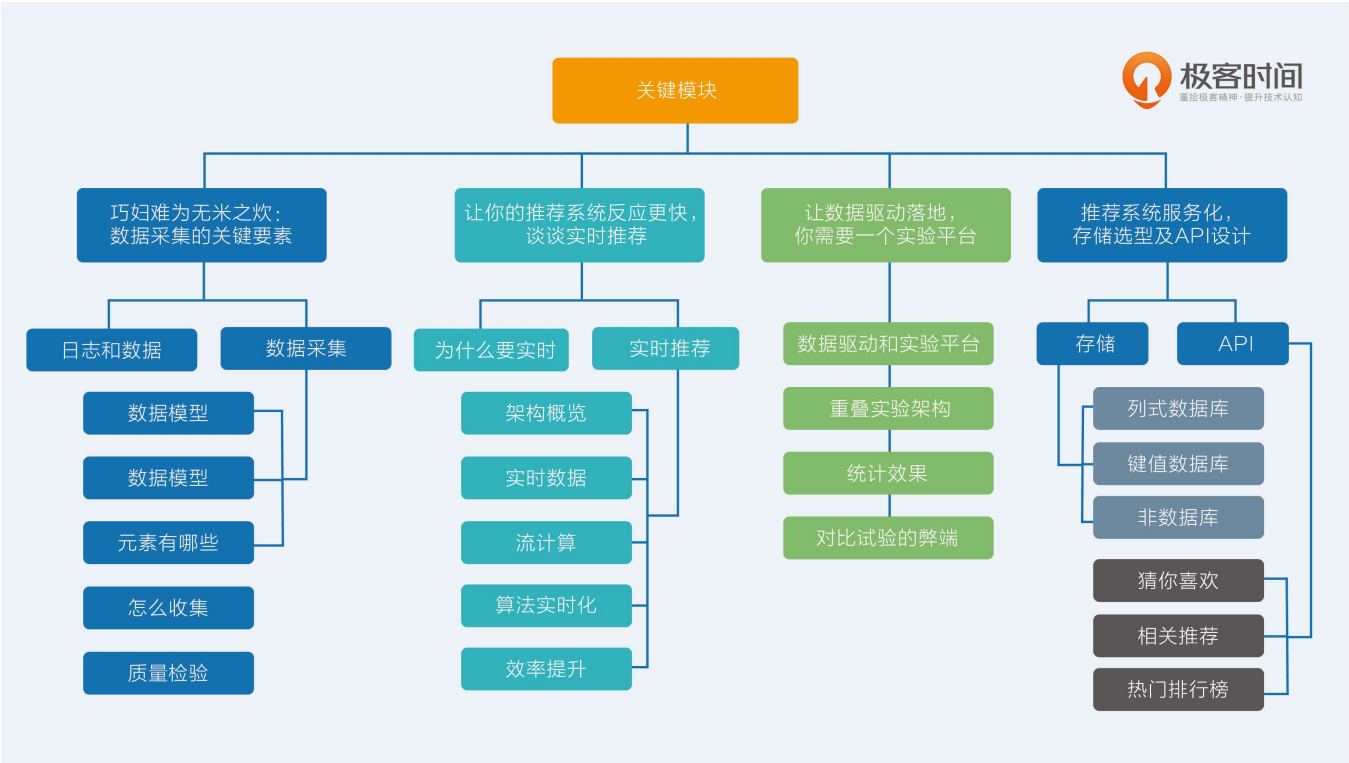 关键模块
极客时间
重拾极客精神·提升技术认知
巧妇难为无米之炊：
数据采集的关键要素
让你的推荐系统反应更快，
谈谈实时推荐
让数据驱动落地，
你需要一个实验平台
推荐系统服务化，
存储选型及API设计
日志和数据
数据采集
数据模型
数据模型
元素有哪些
怎么收集
质量检验
为什么要实时
实时推荐
架构概览
实时数据
流计算
算法实时化
效率提升
数据驱动和实验平台
重叠实验架构
统计效果
对比试验的弊端
存储
API
列式数据库
键值数据库
非数据库
猜你喜欢
相关推荐
热门排行榜